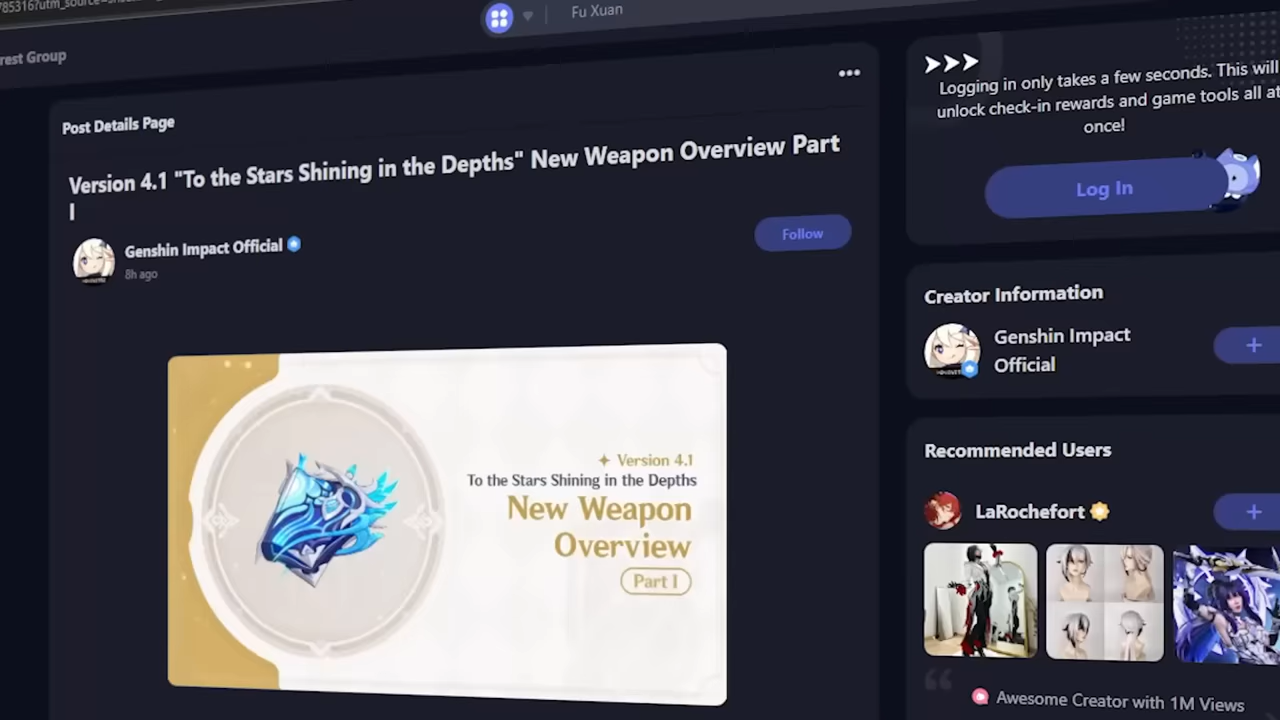 Fu Xuan
rest Group
Post Details Page
Version 4.1 "To the Stars Shining in the Depths" New Weapon Overview Part
I
Genshin Impact Official
8h ago
Follow
Version 4.1
To the Stars Shining in the Depths
New Weapon
Overview
Part I
Logging in only takes a few seconds. This will
unlock check-in rewards and game tools all at
once!
Log In
Creator Information
Genshin Impact
Official
Recommended Users
LaRochefort
Awesome Creator with 1M Views